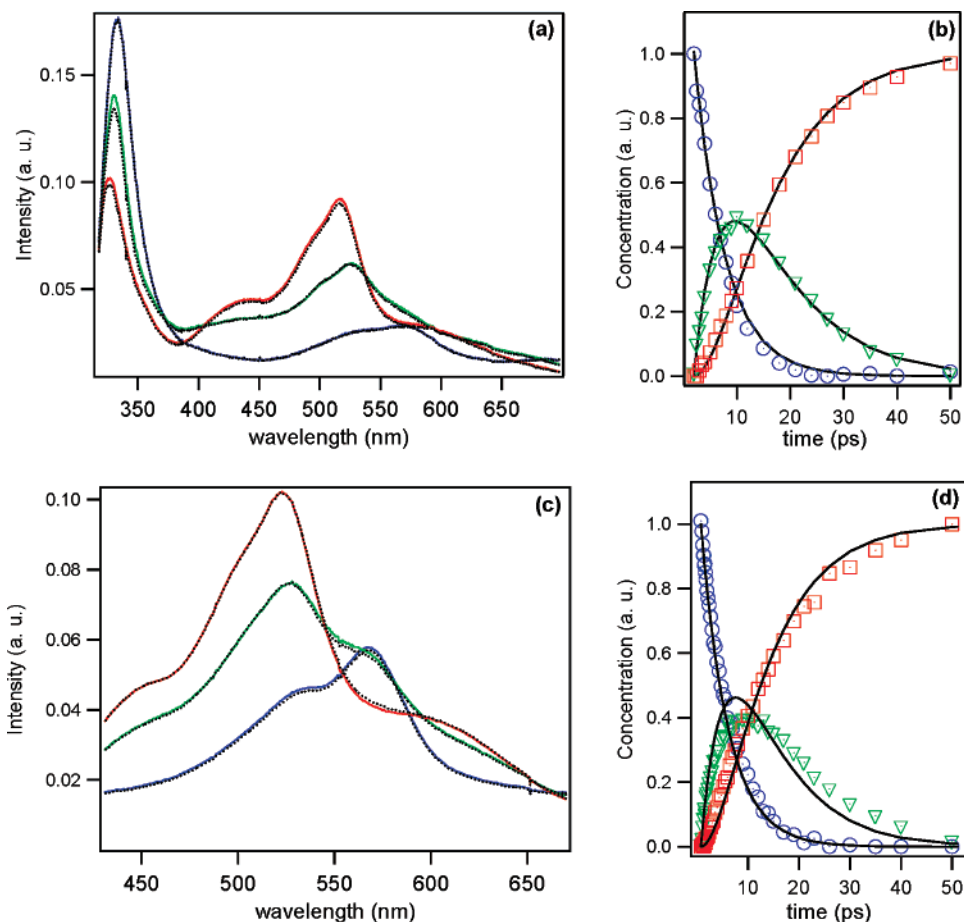 (a)
Intensity (a. u.)
0.15
0.10
0.05
350 400 450 500 550 600 650
wavelength (nm)
(b)
Concentration (a. u.)
1.0
0.8
0.6
0.4
0.2
0.0
10 20 30 40 50
time (ps)
(c)
Intensity (a. u.)
0.10
0.08
0.06
0.04
0.02
450 500 550 600 650
wavelength (nm)
(d)
Concentration (a. u.)
1.0
0.8
0.6
0.4
0.2
0.0
10 20 30 40 50
time (ps)